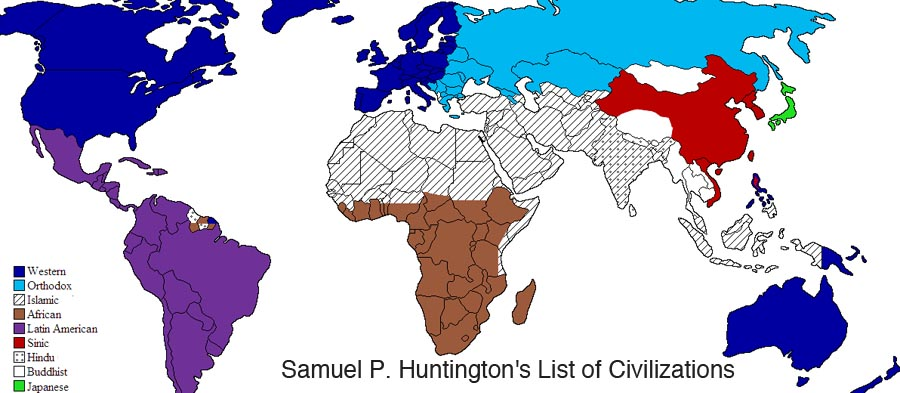 Western
Orthodox
Islamic
African
Latin American
Sinic
Hindu
Buddhist
Japanese
Samuel P. Huntington's List of Civilizations